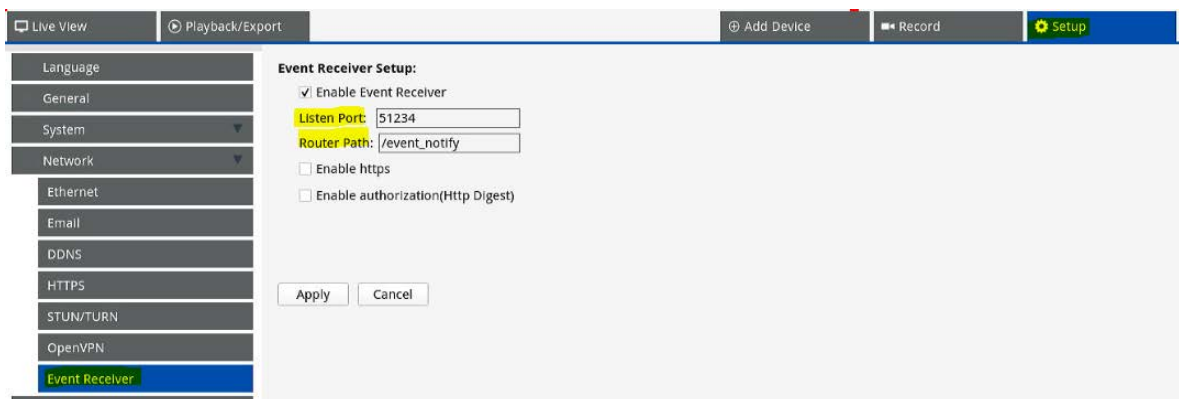 Live View Playback/Export Add Device Record Setup
Language
General
System
Network
Ethernet
Email
DDNS
HTTPS
STUN/TURN
OpenVPN
Event Receiver
Event Receiver Setup:
Enable Event Receiver
Listen Port: 51234
Router Path: /event_notify
Enable https
Enable authorization(Http Digest)
Apply Cancel